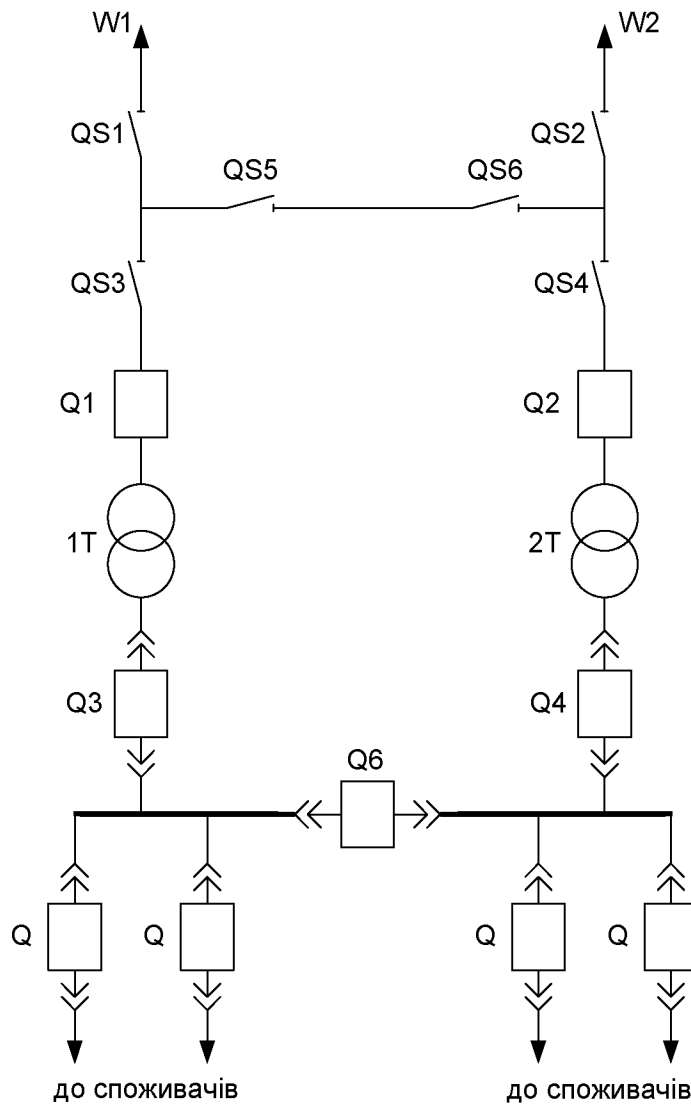 W1 W2
QS1 QS2
QS5 QS6
QS3 QS4
Q1 Q2
1T 2T
Q3 Q4
Q6
Q Q Q Q
до споживачів до споживачів